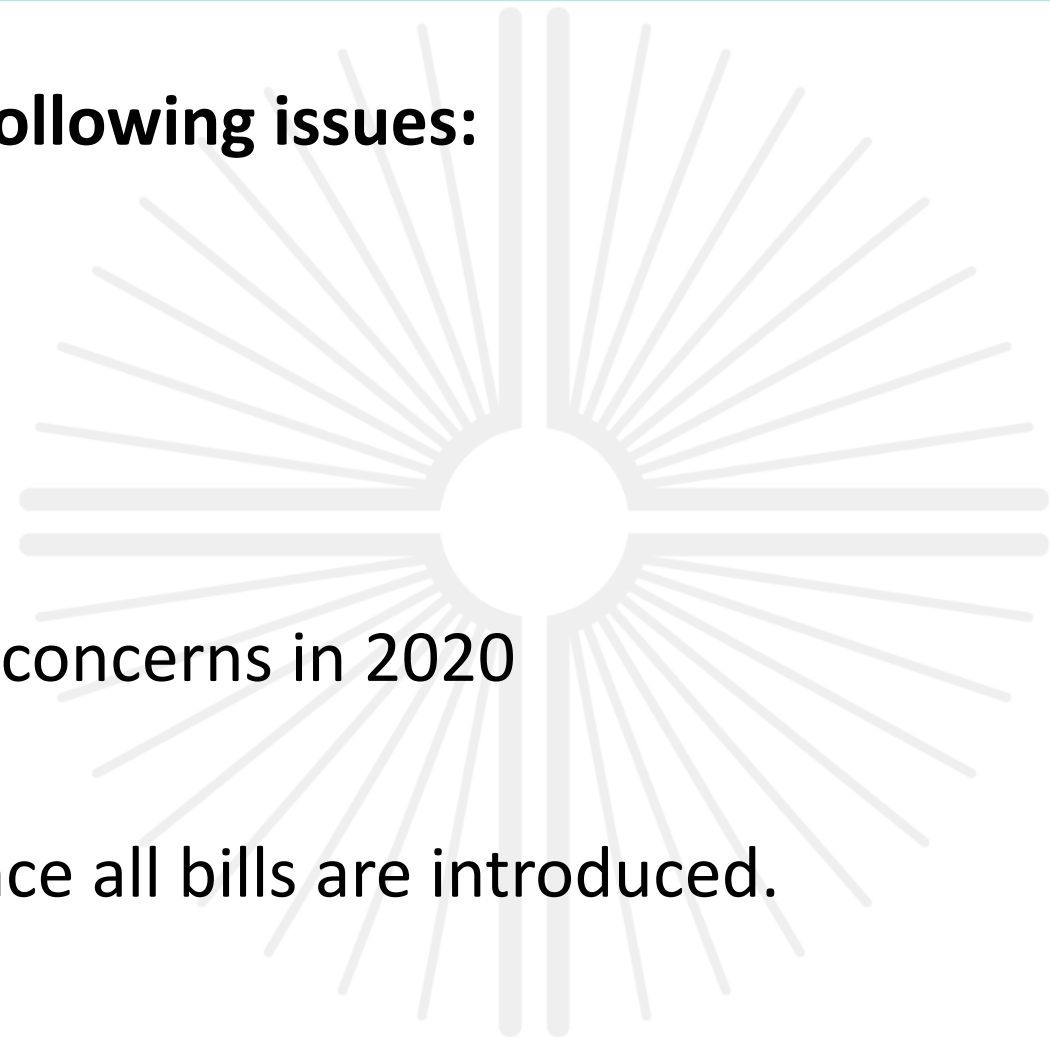 ollowing issues:
concerns in 2020
ce all bills are introduced.